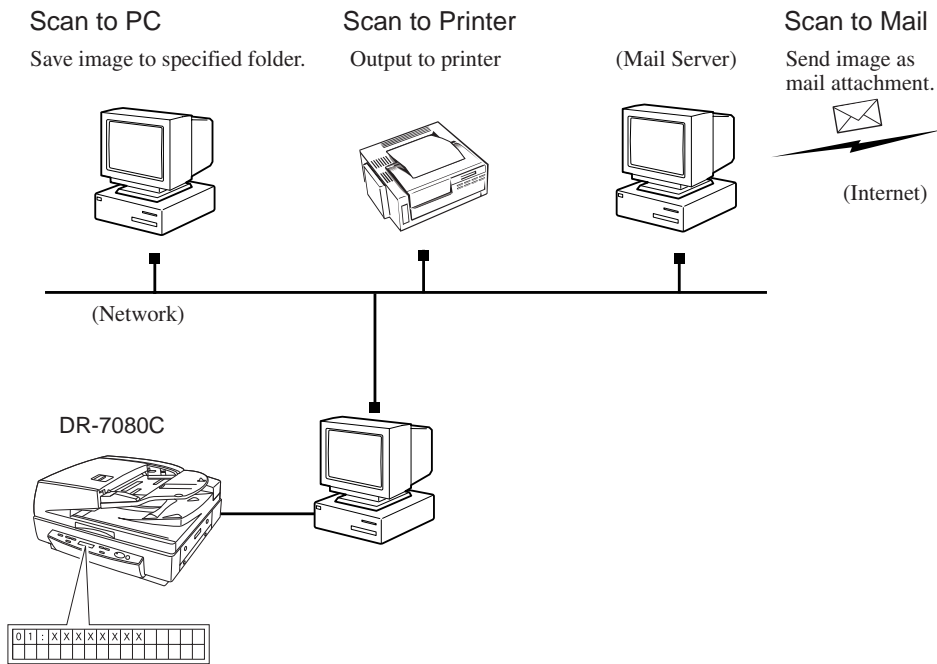 Scan to PC
Save image to specified folder.
Scan to Printer
Output to printer
(Mail Server)
Scan to Mail
Send image as
mail attachment.
(Internet)
(Network)
DR-7080C
01:XXXXXXXX